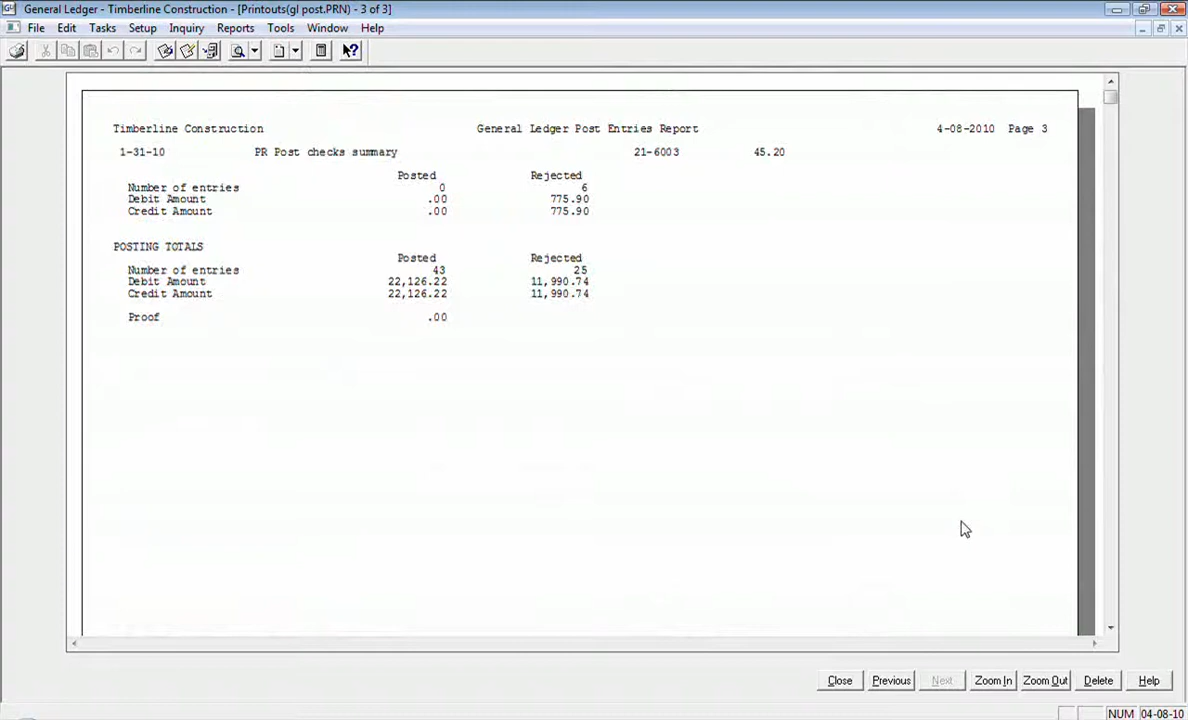 General Ledger - Timberline Construction - [Printouts(gl post.PRN) - 3 of 3]
File Edit Tasks Setup Inquiry Reports Tools Window Help
Timberline Construction General Ledger Post Entries Report 4-08-2010 Page 3
1-31-10 PR Post checks summary 21-6003 45.20
Posted Rejected
Number of entries 0 6
Debit Amount .00 775.90
Credit Amount .00 775.90
POSTING TOTALS
Posted Rejected
Number of entries 43 25
Debit Amount 22,126.22 11,990.74
Credit Amount 22,126.22 11,990.74
Proof .00
Close Previous Next Zoom In Zoom Out Delete Help
NUM 04-08-10